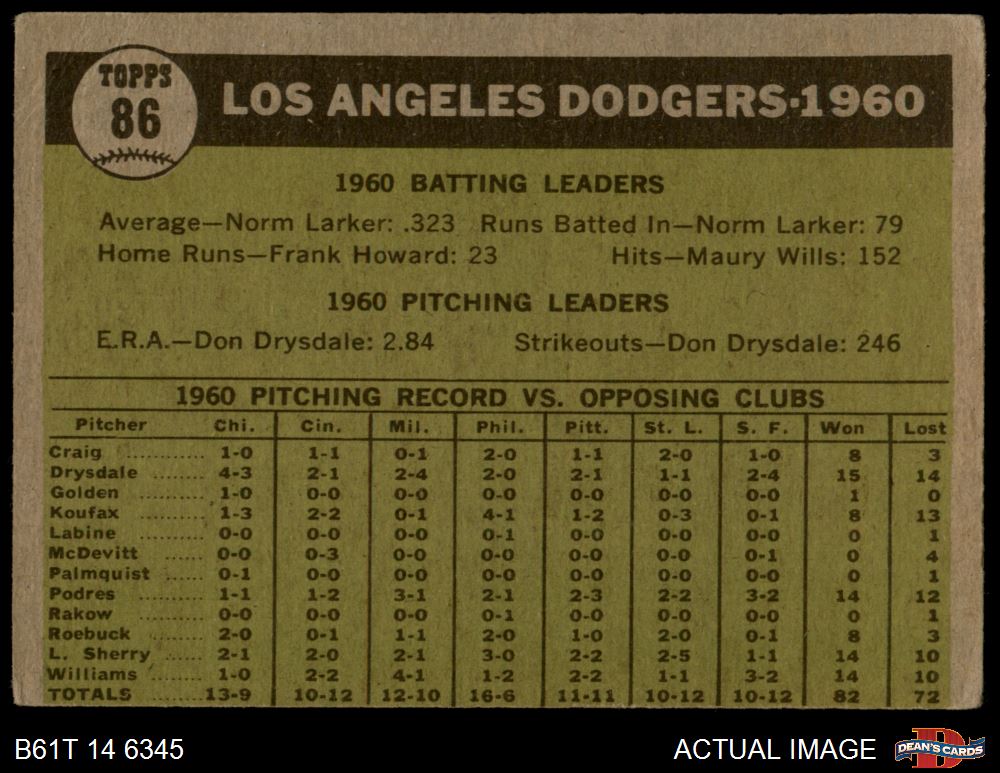 TOPPS
86
LOS ANGELES DODGERS·1960
1960 BATTING LEADERS
Average—Norm Larker: .323 Runs Batted In—Norm Larker: 79
Home Runs—Frank Howard: 23 Hits—Maury Wills: 152
1960 PITCHING LEADERS
E.R.A.—Don Drysdale: 2.84 Strikeouts—Don Drysdale: 246
1960 PITCHING RECORD VS. OPPOSING CLUBS
Pitcher Chi. Cin. Mil. Phil. Pitt. St. L. S. F. Won Lost
Craig ............ 1-0 1-1 0-1 2-0 1-1 2-0 1-0 8 3
Drysdale ........ 4-3 2-1 2-4 2-0 2-1 1-1 2-4 15 14
Golden .......... 1-0 0-0 0-0 0-0 0-0 0-0 0-0 1 0
Koufax .......... 1-3 2-2 0-1 4-1 1-2 0-3 0-1 8 13
Labine .......... 0-0 0-0 0-0 0-1 0-0 0-0 0-0 0 1
McDevitt ...... 0-0 0-3 0-0 0-0 0-0 0-0 0-1 0 4
Palmquist ...... 0-1 0-0 0-0 0-0 0-0 0-0 0-0 0 1
Podres .......... 1-1 1-2 3-1 2-1 2-3 2-2 3-2 14 12
Rakow .......... 0-0 0-0 0-0 0-1 0-0 0-0 0-0 0 1
Roebuck ........ 2-0 0-1 1-1 2-0 1-0 2-0 0-1 8 3
L. Sherry ...... 2-1 2-0 2-1 3-0 2-2 2-5 1-1 14 10
Williams ........ 1-0 2-2 4-1 1-2 2-2 1-1 3-2 14 10
TOTALS 13-9 10-12 12-10 16-6 11-11 10-12 10-12 82 72
B61T 14 6345
ACTUAL IMAGE
D
DEAN'S CARDS